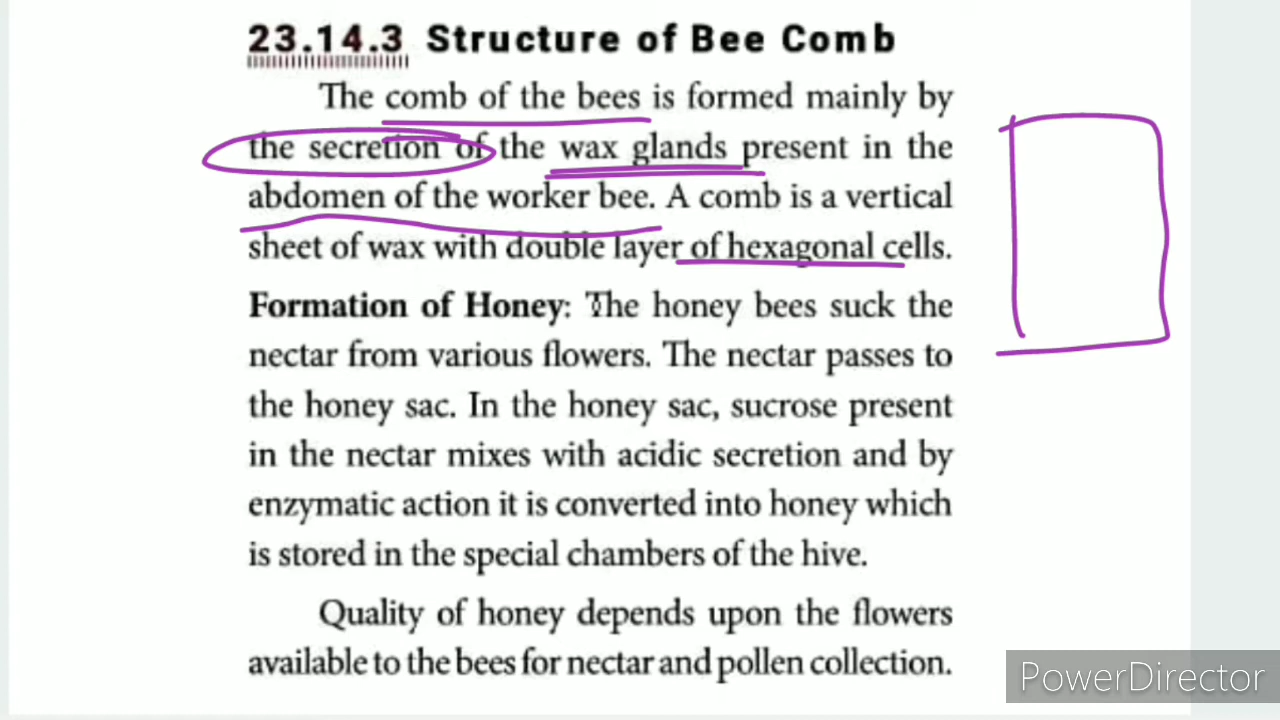 23.14.3 Structure of Bee Comb
The comb of the bees is formed mainly by
the secretion of the wax glands present in the
abdomen of the worker bee. A comb is a vertical
sheet of wax with double layer of hexagonal cells.
Formation of Honey: The honey bees suck the
nectar from various flowers. The nectar passes to
the honey sac. In the honey sac, sucrose present
in the nectar mixes with acidic secretion and by
enzymatic action it is converted into honey which
is stored in the special chambers of the hive.
Quality of honey depends upon the flowers
available to the bees for nectar and pollen collection.
PowerDirector